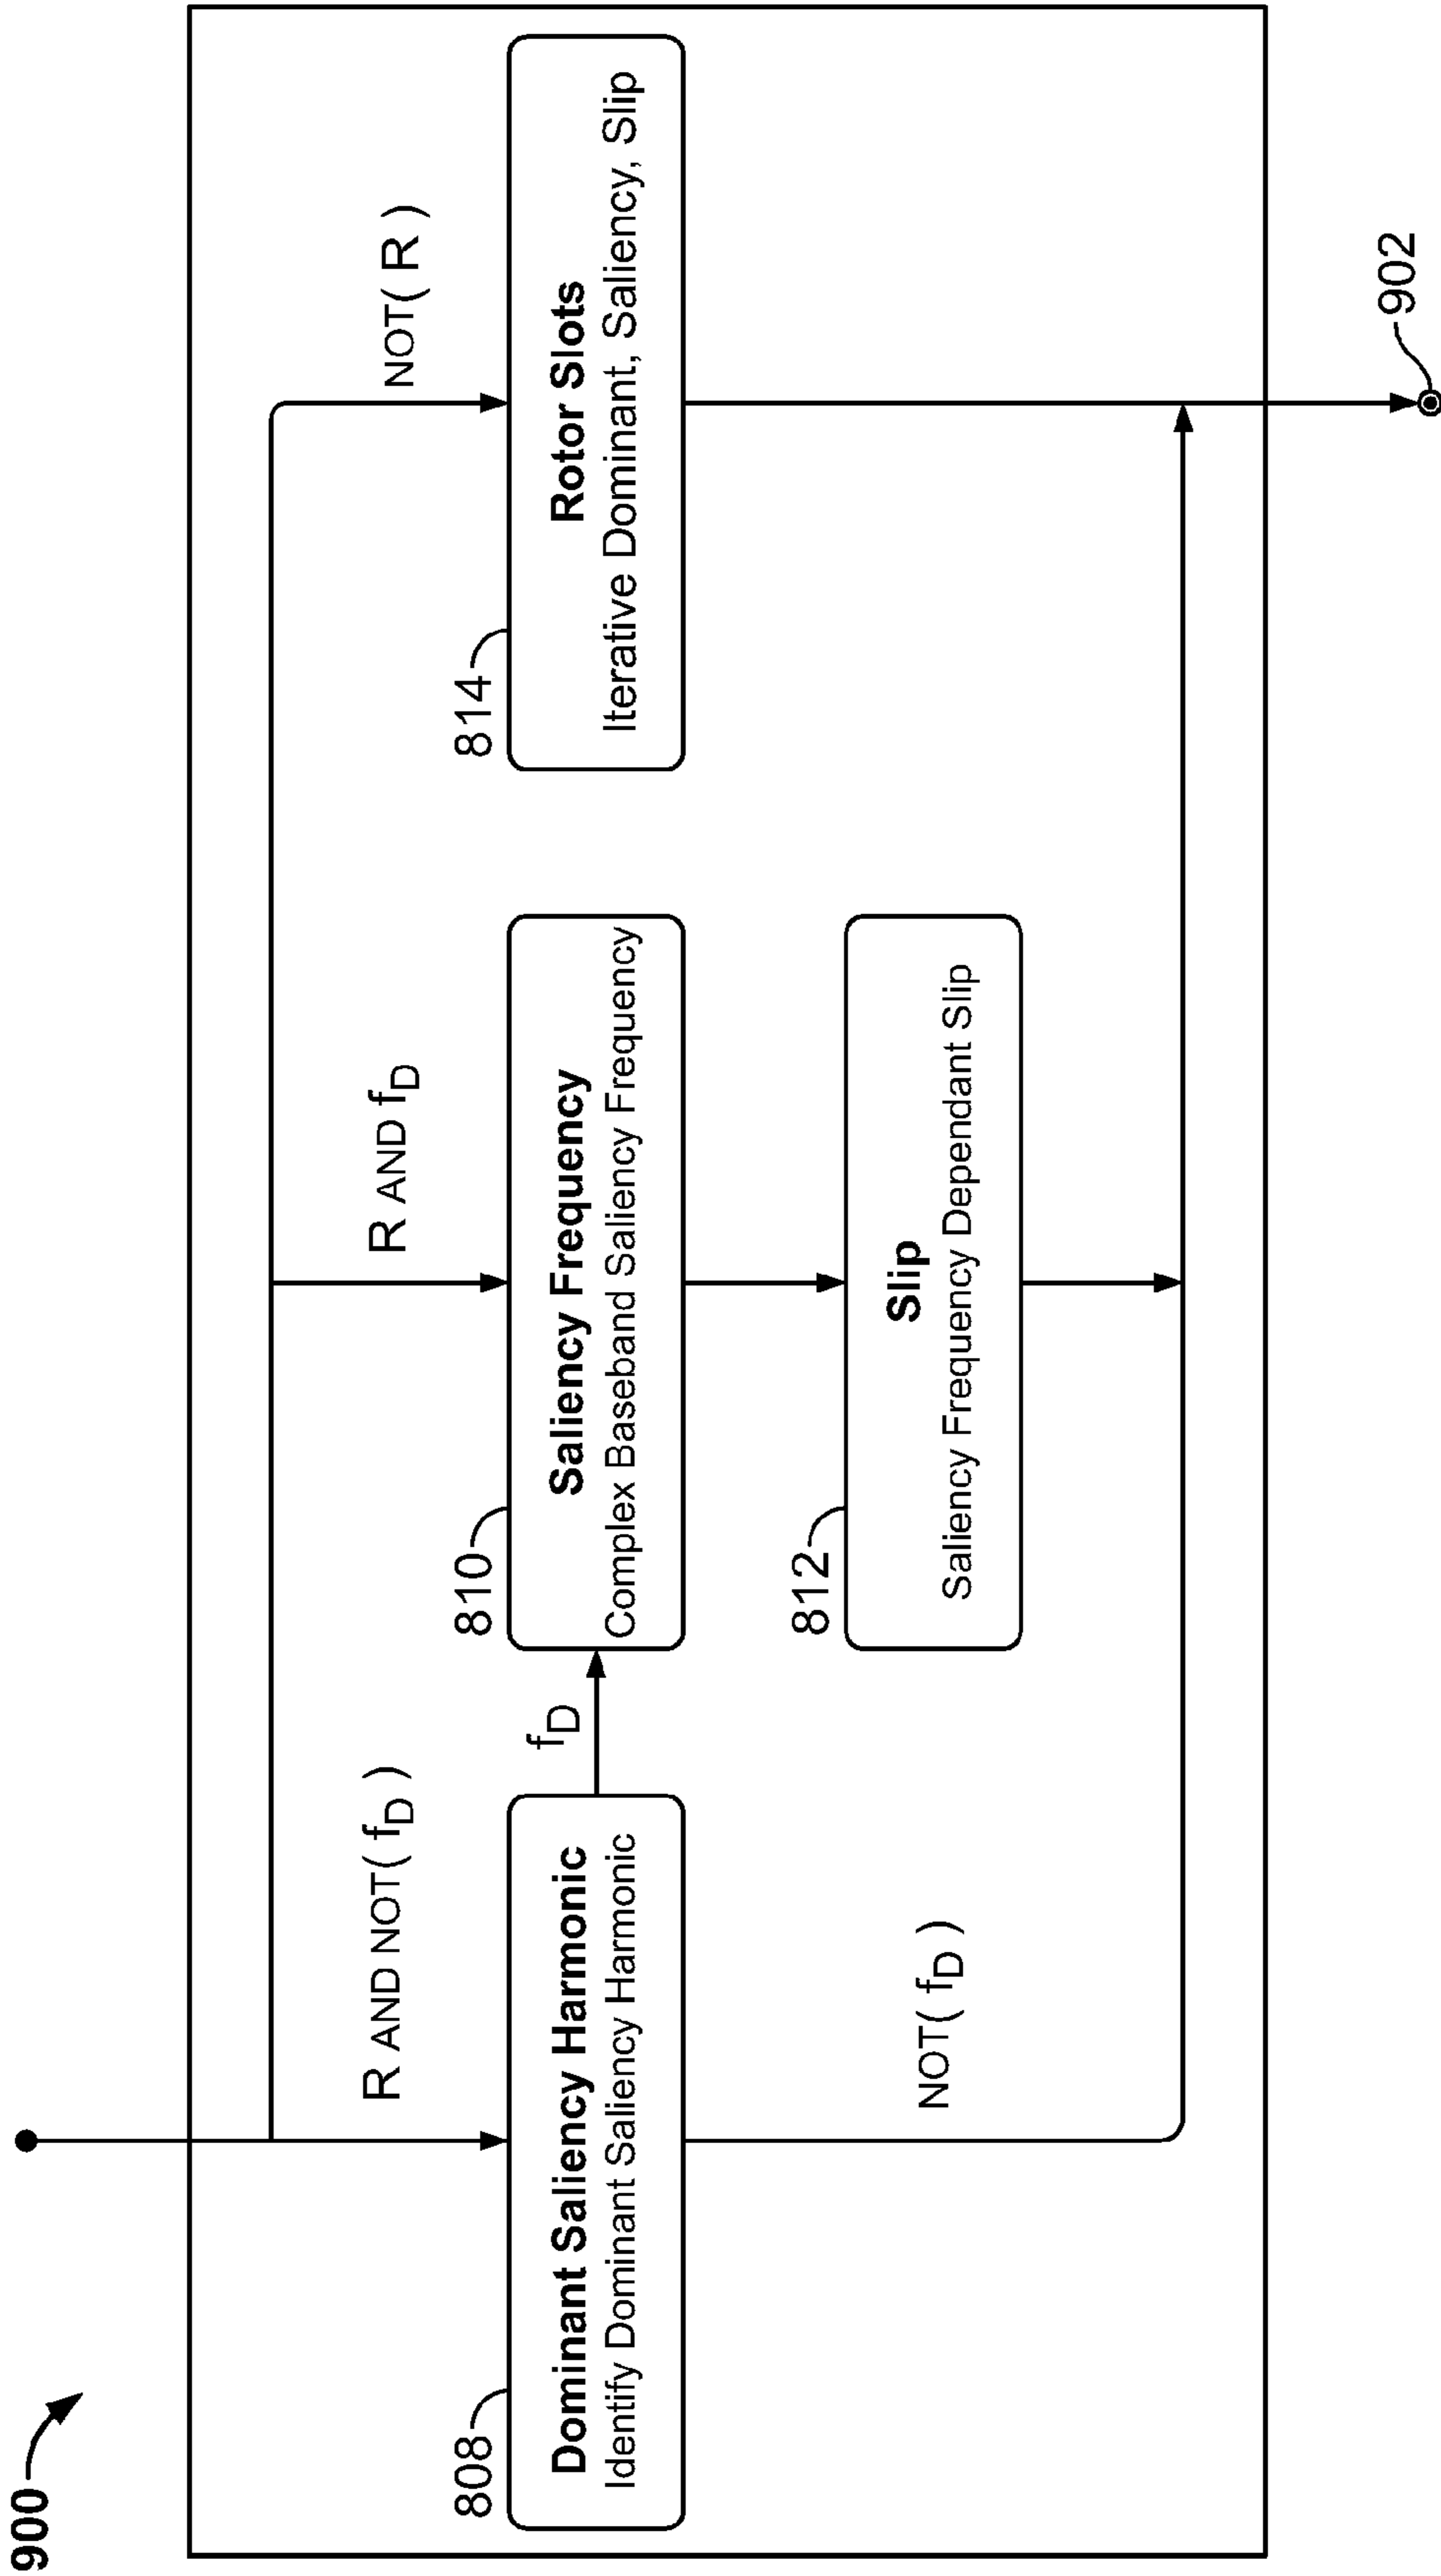 900
R AND NOT( fD )
R AND fD
NOT( R )
808
Dominant Saliency Harmonic
Identify Dominant Saliency Harmonic
fD
810
Saliency Frequency
Complex Baseband Saliency Frequency
814
Rotor Slots
Iterative Dominant, Saliency, Slip
812
Slip
Saliency Frequency Dependant Slip
NOT( fD )
902